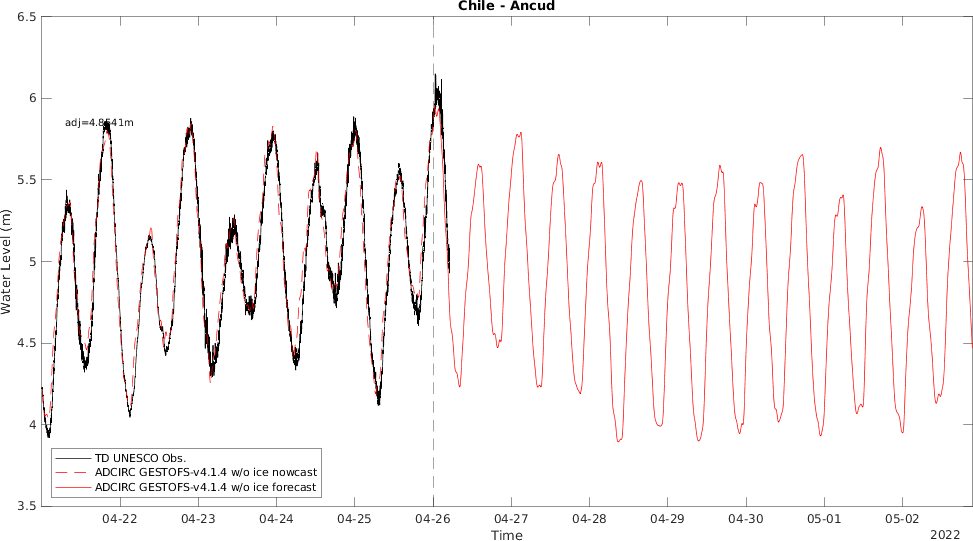 Chile - Ancud
6.5
6
5.5
5
4.5
4
3.5
Water Level (m)
adj=4.8541m
TD UNESCO Obs.
ADCIRC GESTOFS-v4.1.4 w/o ice nowcast
ADCIRC GESTOFS-v4.1.4 w/o ice forecast
04-22 04-23 04-24 04-25 04-26 04-27 04-28 04-29 04-30 05-01 05-02
Time
2022